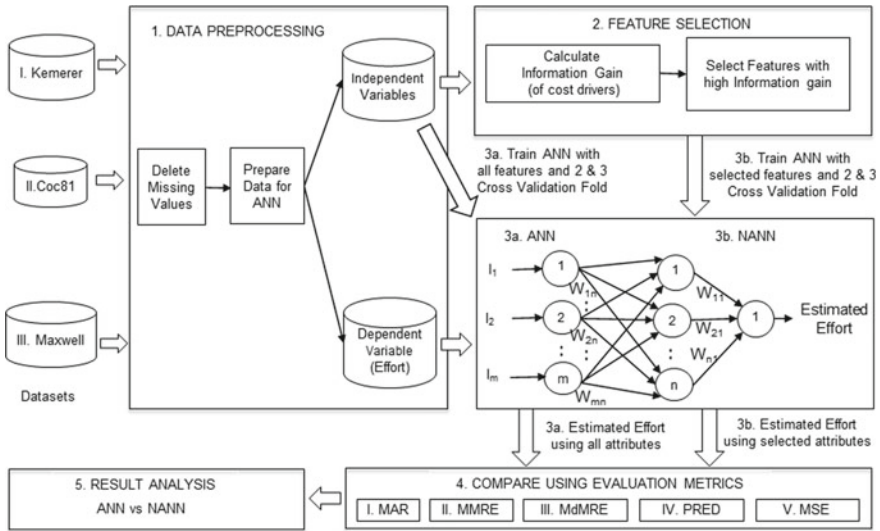 I. Kemerer
II.Coc81
III. Maxwell
Datasets
1. DATA PREPROCESSING
Delete
Missing
Values
Prepare
Data for
ANN
Independent
Variables
Dependent
Variable
(Effort)
2. FEATURE SELECTION
Calculate
Information Gain
(of cost drivers)
Select Features with
high Information gain
3a. Train ANN with
all features and 2 & 3
Cross Validation Fold
3b. Train ANN with
selected features and 2 & 3
Cross Validation Fold
3a. ANN
3b. NANN
I1
I2
Im
1
2
m
W1n
W2n
Wmn
1
2
n
W11
W21
Wn1
1
Estimated
Effort
3a. Estimated Effort
using all attributes
3b. Estimated Effort
using selected attributes
4. COMPARE USING EVALUATION METRICS
I. MAR
II. MMRE
III. MdMRE
IV. PRED
V. MSE
5. RESULT ANALYSIS
ANN vs NANN